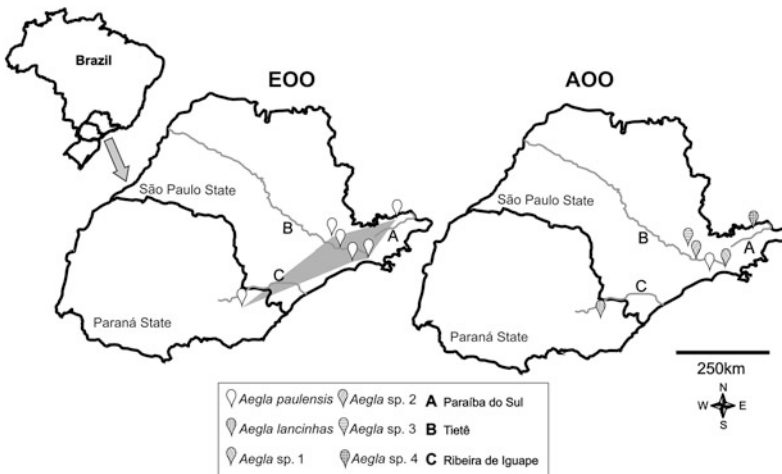 Brazil
EOO
AOO
São Paulo State
B
A
C
Paraná State
São Paulo State
B
A
C
Paraná State
250km
N
W E
S
Aegla paulensis Aegla sp. 2 A Paraíba do Sul
Aegla lancinhas Aegla sp. 3 B Tietê
Aegla sp. 1 Aegla sp. 4 C Ribeira de Iguape